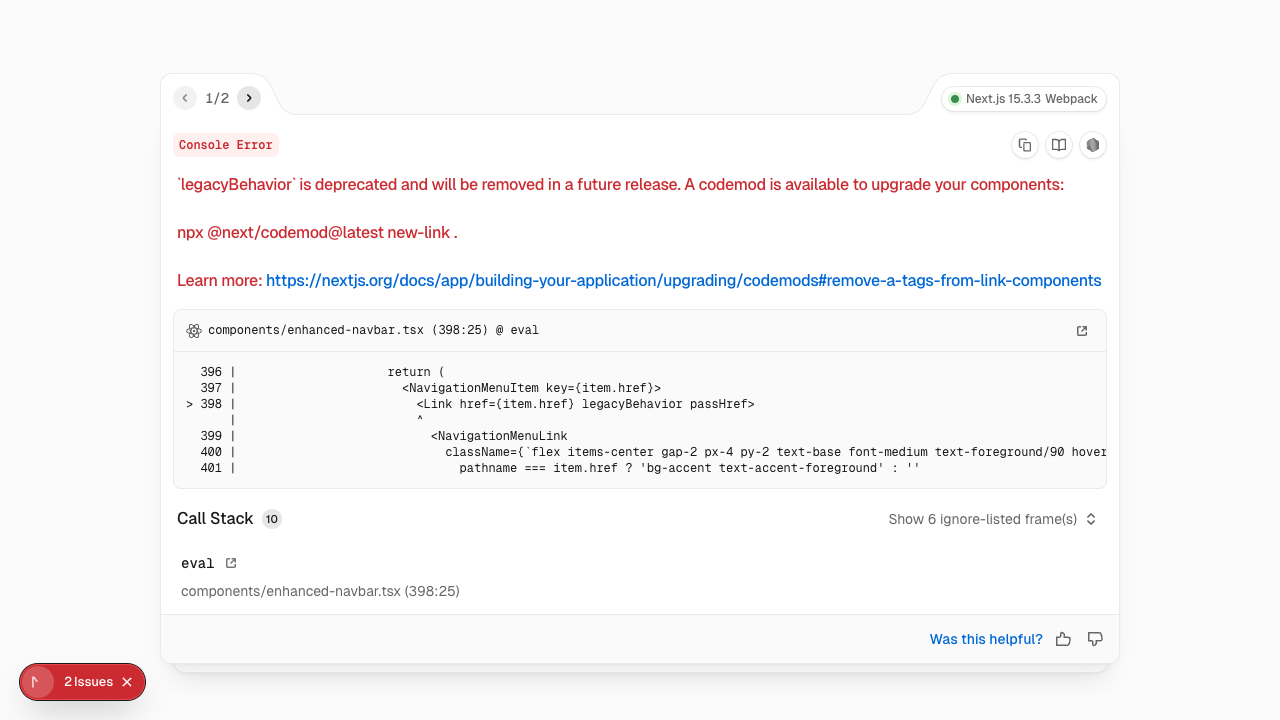 1/2
Next.js 15.3.3 Webpack
Console Error
`legacyBehavior` is deprecated and will be removed in a future release. A codemod is available to upgrade your components:
npx @next/codemod@latest new-link .
Learn more: https://nextjs.org/docs/app/building-your-application/upgrading/codemods#remove-a-tags-from-link-components
components/enhanced-navbar.tsx (398:25) @ eval
  396 |                     return (
  397 |                       <NavigationMenuItem key={item.href}>
> 398 |                         <Link href={item.href} legacyBehavior passHref>
      |                         ^
  399 |                           <NavigationMenuLink
  400 |                             className={`flex items-center gap-2 px-4 py-2 text-base font-medium text-foreground/90 hover
  401 |                               pathname === item.href ? 'bg-accent text-accent-foreground' : ''
Call Stack 10
Show 6 ignore-listed frame(s)
eval
components/enhanced-navbar.tsx (398:25)
Was this helpful?
2 Issues